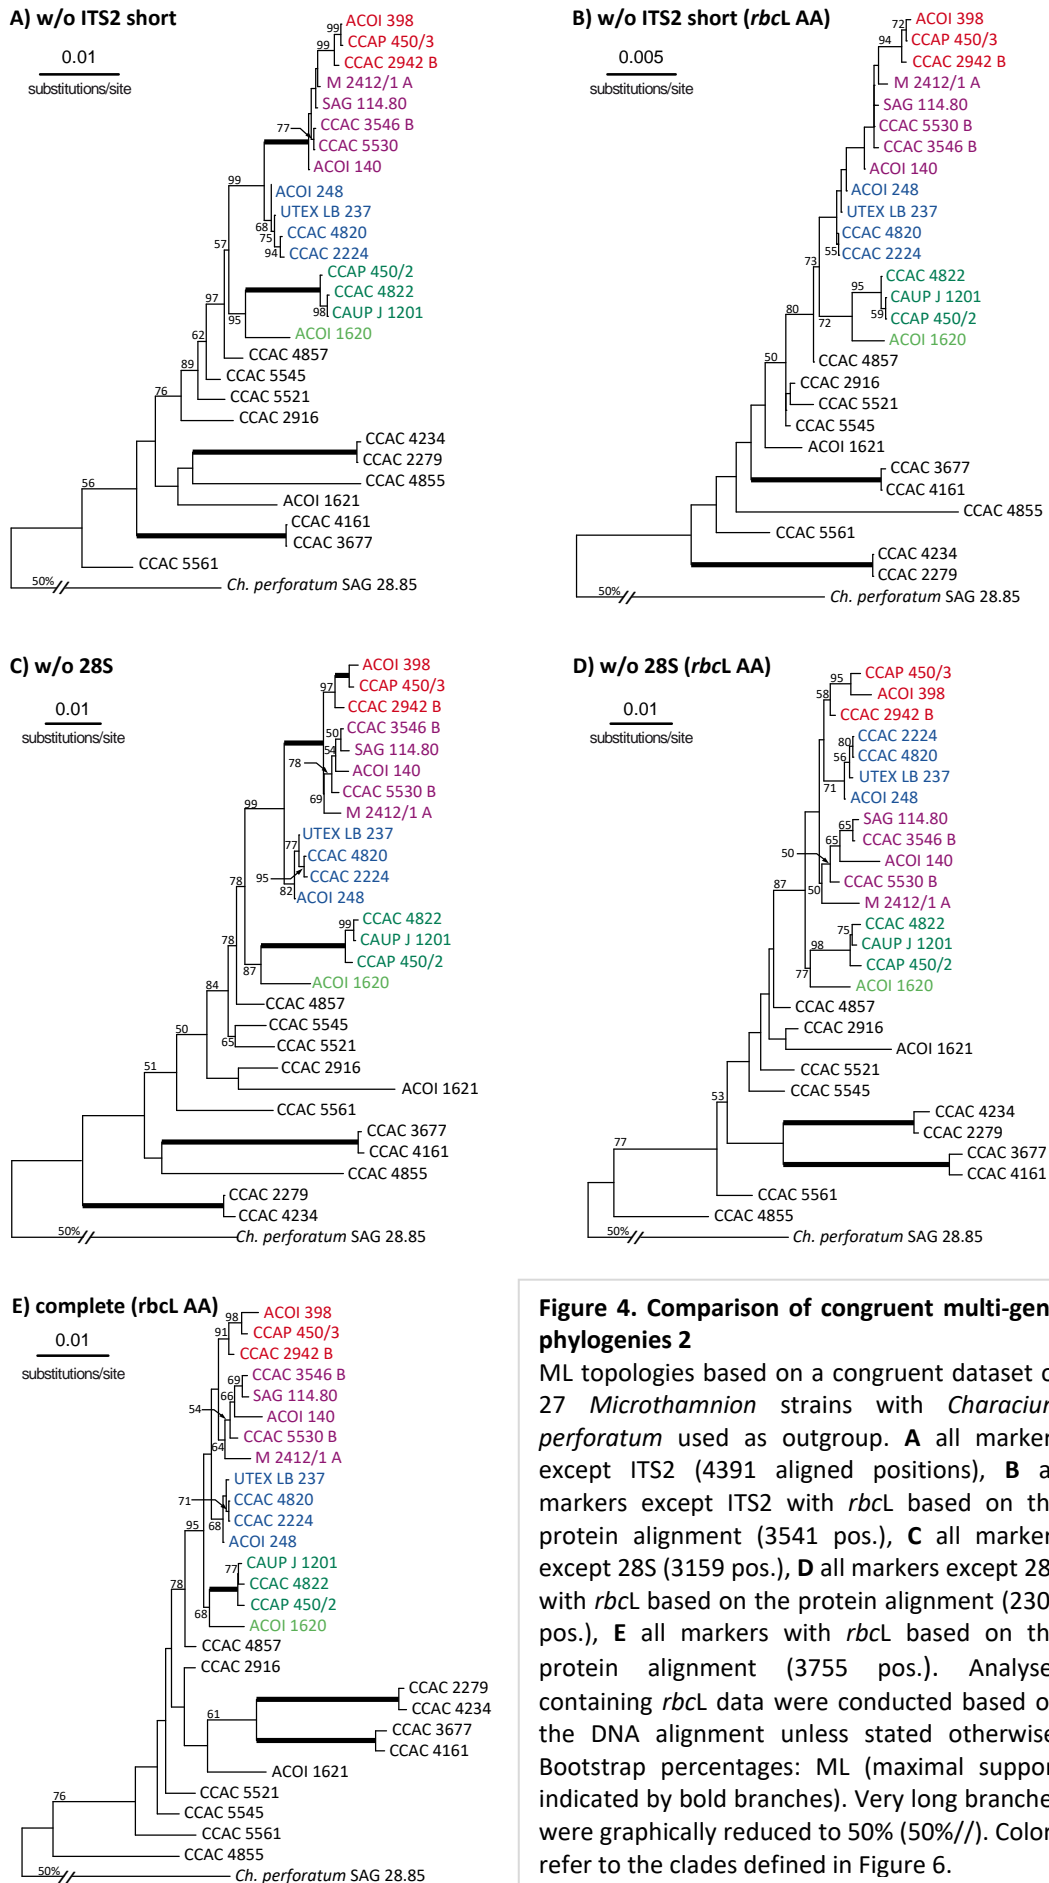 A) w/o ITS2 short
0.01
substitutions/site
99
ACOI 398
CCAP 450/3
99
CCAC 2942 B
M 2412/1 A
SAG 114.80
77
CCAC 3546 B
CCAC 5530
ACOI 140
99
ACOI 248
UTEX LB 237
68
75
CCAC 4820
94
CCAC 2224
57
CCAP 450/2
CCAC 4822
98
CAUP J 1201
97
95
ACOI 1620
62
CCAC 4857
89
CCAC 5545
76
CCAC 5521
CCAC 2916
CCAC 4234
CCAC 2279
CCAC 4855
56
ACOI 1621
CCAC 4161
CCAC 3677
CCAC 5561
50%
Ch. perforatum SAG 28.85
B) w/o ITS2 short (rbcL AA)
0.005
substitutions/site
72
ACOI 398
94
CCAP 450/3
CCAC 2942 B
M 2412/1 A
SAG 114.80
CCAC 5530 B
CCAC 3546 B
ACOI 140
ACOI 248
UTEX LB 237
CCAC 4820
55
CCAC 2224
73
CCAC 4822
95
CAUP J 1201
59
CCAP 450/2
80
72
ACOI 1620
50
CCAC 4857
CCAC 2916
CCAC 5521
CCAC 5545
ACOI 1621
CCAC 3677
CCAC 4161
CCAC 4855
CCAC 5561
CCAC 4234
CCAC 2279
50%
Ch. perforatum SAG 28.85
C) w/o 28S
0.01
substitutions/site
ACOI 398
97
CCAP 450/3
CCAC 2942 B
50
CCAC 3546 B
54
SAG 114.80
78
ACOI 140
CCAC 5530 B
69
M 2412/1 A
99
UTEX LB 237
77
CCAC 4820
95
CCAC 2224
82
ACOI 248
78
99
CCAC 4822
CAUP J 1201
78
87
CCAP 450/2
ACOI 1620
84
CCAC 4857
CCAC 5545
50
65
CCAC 5521
51
CCAC 2916
ACOI 1621
CCAC 5561
CCAC 3677
CCAC 4161
CCAC 4855
CCAC 2279
CCAC 4234
50%
Ch. perforatum SAG 28.85
D) w/o 28S (rbcL AA)
0.01
substitutions/site
95
CCAP 450/3
58
ACOI 398
CCAC 2942 B
80
CCAC 2224
56
CCAC 4820
UTEX LB 237
71
ACOI 248
65
SAG 114.80
65
CCAC 3546 B
50
ACOI 140
50
CCAC 5530 B
87
M 2412/1 A
75
CCAC 4822
98
CAUP J 1201
77
CCAP 450/2
ACOI 1620
CCAC 4857
CCAC 2916
ACOI 1621
CCAC 5521
53
CCAC 5545
CCAC 4234
CCAC 2279
77
CCAC 3677
CCAC 4161
CCAC 5561
CCAC 4855
50%
Ch. perforatum SAG 28.85
E) complete (rbcL AA)
0.01
substitutions/site
98
ACOI 398
91
CCAP 450/3
CCAC 2942 B
69
CCAC 3546 B
66
SAG 114.80
54
ACOI 140
CCAC 5530 B
64
M 2412/1 A
UTEX LB 237
71
CCAC 4820
68
CCAC 2224
95
ACOI 248
77
CAUP J 1201
CCAC 4822
78
CCAP 450/2
68
ACOI 1620
CCAC 4857
CCAC 2916
CCAC 2279
61
CCAC 4234
CCAC 3677
CCAC 4161
ACOI 1621
76
CCAC 5521
CCAC 5545
CCAC 5561
CCAC 4855
50%
Ch. perforatum SAG 28.85
Figure 4. Comparison of congruent multi-gen
phylogenies 2
ML topologies based on a congruent dataset o
27 Microthamnion strains with Characium
perforatum used as outgroup. A all marker
except ITS2 (4391 aligned positions), B a
markers except ITS2 with rbcL based on th
protein alignment (3541 pos.), C all marker
except 28S (3159 pos.), D all markers except 28
with rbcL based on the protein alignment (230
pos.), E all markers with rbcL based on th
protein alignment (3755 pos.). Analyse
containing rbcL data were conducted based o
the DNA alignment unless stated otherwise
Bootstrap percentages: ML (maximal suppor
indicated by bold branches). Very long branche
were graphically reduced to 50% (50%//). Color
refer to the clades defined in Figure 6.